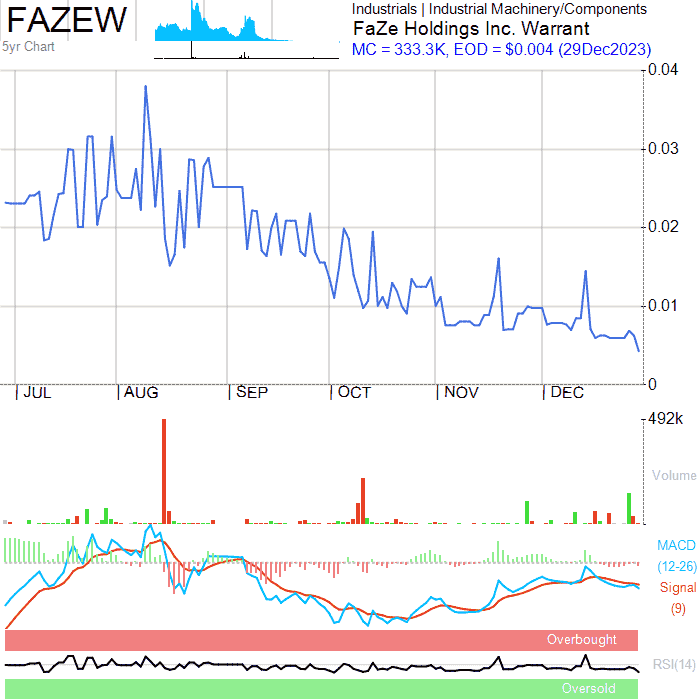 FAZEW
5yr Chart
Industrials | Industrial Machinery/Components
FaZe Holdings Inc. Warrant
MC = 333.3K, EOD = $0.004 (29Dec2023)
0.04
0.03
0.02
0.01
0
|JUL |AUG |SEP |OCT |NOV |DEC
492k
Volume
MACD
(12-26)
Signal
(9)
Overbought
RSI(14)
Oversold